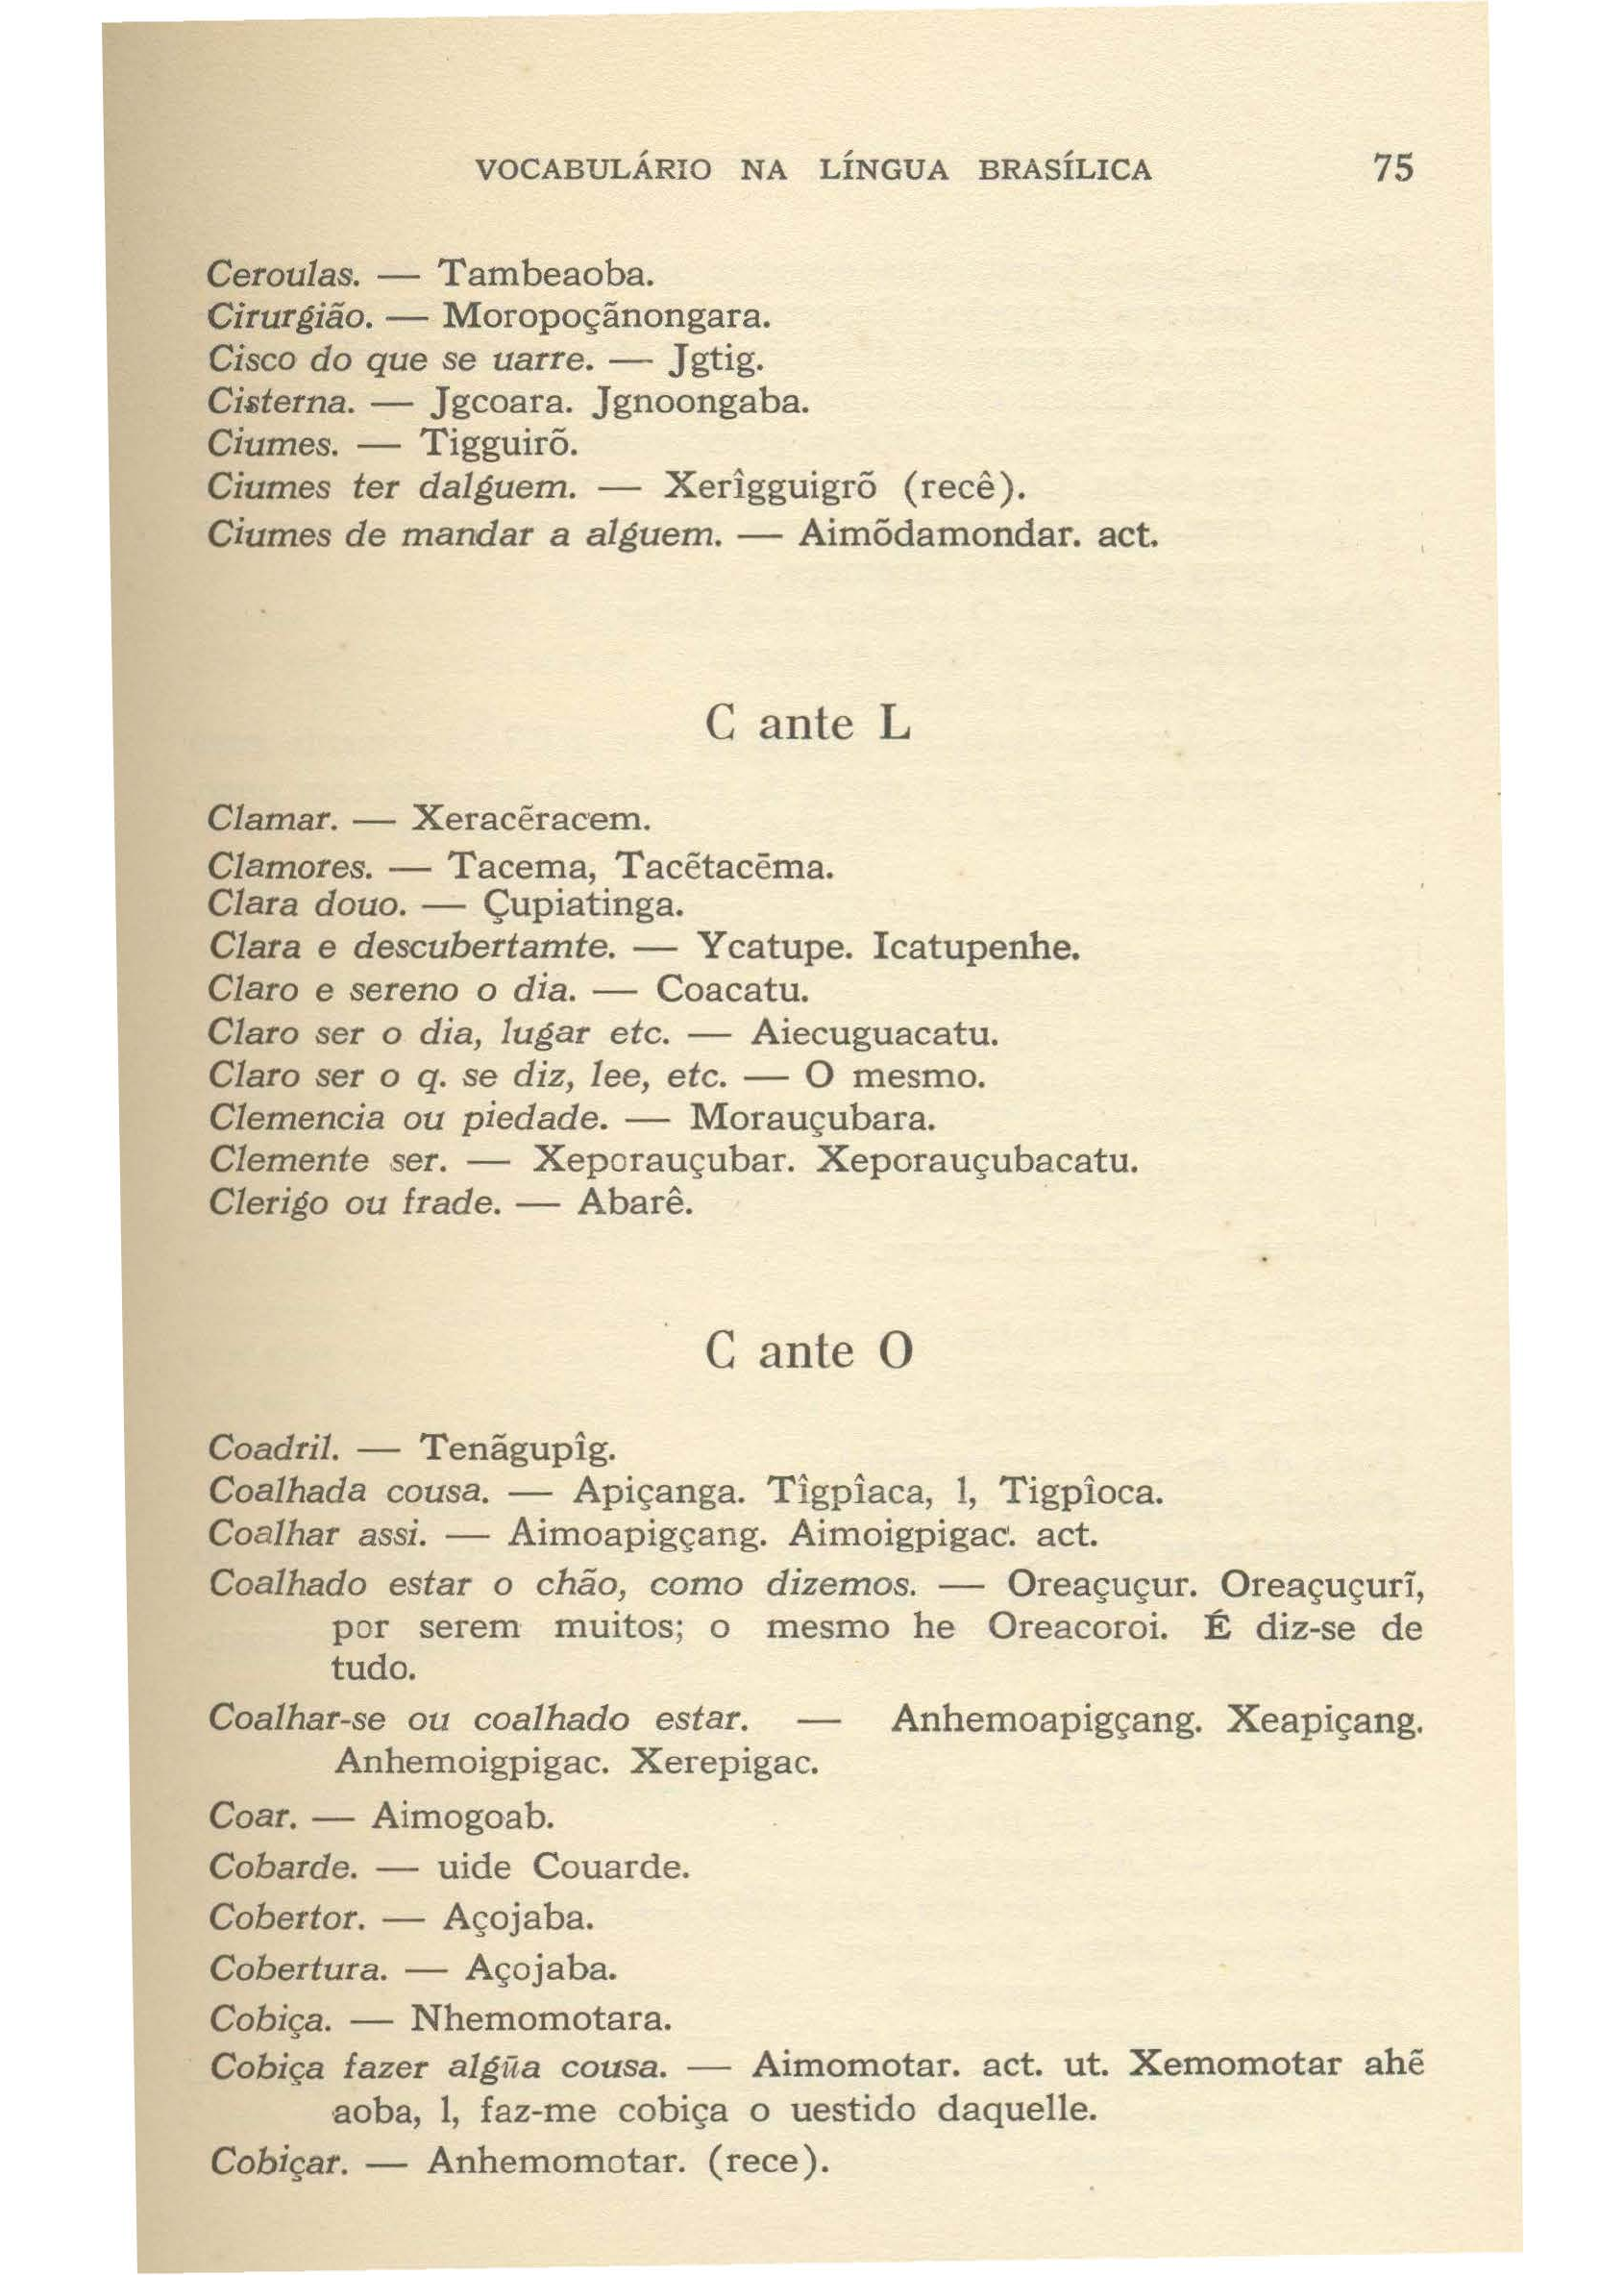 VOCABULÁRIO NA LÍNGUA BRASÍLICA 75
Ceroulas. — Tambeaoba.
Cirurgião. — Moropoçãnongara.
Cisco do que se uarre. — Jgtig.
Cisterna. — Jgcoara. Jgnoongaba.
Ciumes. — Tigguirõ.
Ciumes ter dalguem. — Xerîgguigrõ (recê).
Ciumes de mandar a alguem. — Aimõdamondar. act.
C ante L
Clamar. — Xeracẽracem.
Clamores. — Tacema, Tacẽtacēma.
Clara douo. — Çupiatinga.
Clara e descubertamte. — Ycatupe. Icatupenhe.
Claro e sereno o dia. — Coacatu.
Claro ser o dia, lugar etc. — Aiecuguacatu.
Claro ser o q. se diz, lee, etc. — O mesmo.
Clemencia ou piedade. — Morauçubara.
Clemente ser. — Xeporauçubar. Xeporauçubacatu.
Clerigo ou frade. — Abarê.
C ante O
Coadril. — Tenãgupîg.
Coalhada cousa. — Apiçanga. Tîgpîaca, l, Tigpîoca.
Coalhar assi. — Aimoapigçang. Aimoigpigac. act.
Coalhado estar o chão, como dizemos. — Oreaçuçur. Oreaçuçurĩ,
por serem muitos; o mesmo he Oreacoroi. É diz-se de
tudo.
Coalhar-se ou coalhado estar. — Anhemoapigçang. Xeapiçang.
Anhemoigpigac. Xerepigac.
Coar. — Aimogoab.
Cobarde. — uide Couarde.
Cobertor. — Açojaba.
Cobertura. — Açojaba.
Cobiça. — Nhemomotara.
Cobiça fazer algũa cousa. — Aimomotar. act. ut. Xemomotar ahẽ
aoba, l, faz-me cobiça o uestido daquelle.
Cobiçar. — Anhemomotar. (rece).